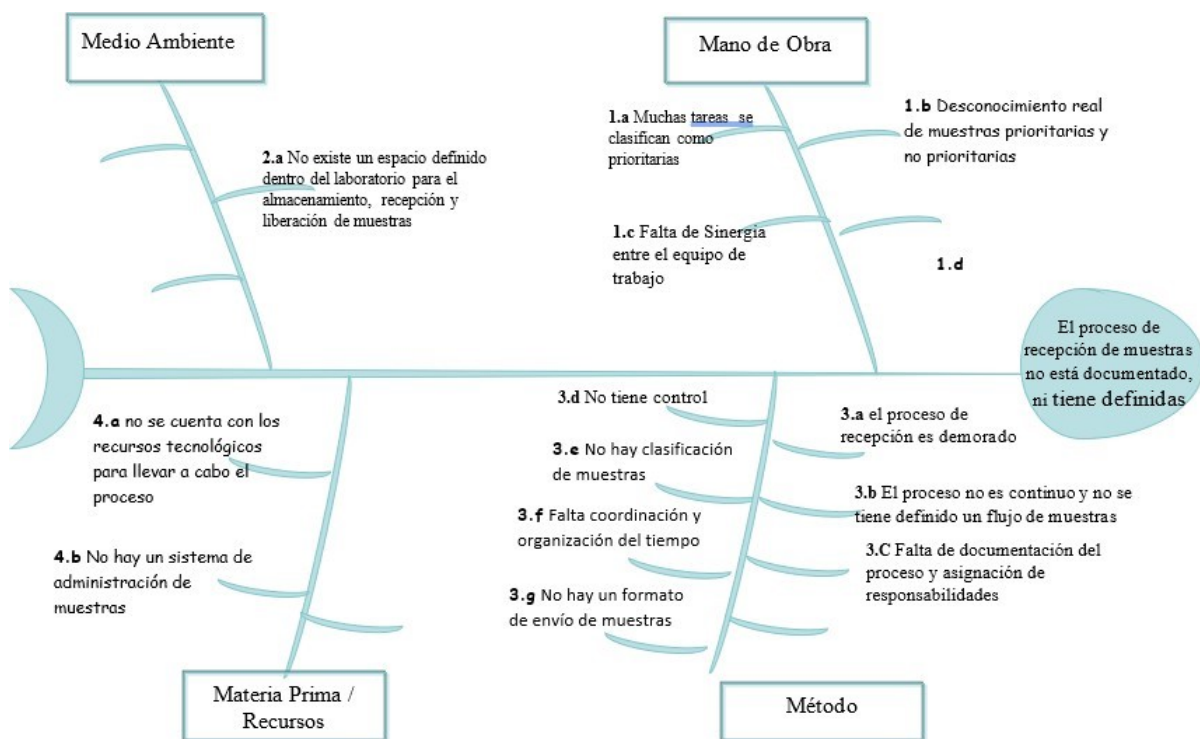 Medio Ambiente
2.a No existe un espacio definido
dentro del laboratorio para el
almacenamiento, recepción y
liberación de muestras
Mano de Obra
1.a Muchas tareas se
clasifican como
prioritarias
1.b Desconocimiento real
de muestras prioritarias y
no prioritarias
1.c Falta de Sinergia
entre el equipo de
trabajo
1.d
El proceso de
recepción de muestras
no está documentado,
ni tiene definidas
4.a no se cuenta con los
recursos tecnológicos
para llevar a cabo el
proceso
4.b No hay un sistema de
administración de
muestras
Materia Prima /
Recursos
3.d No tiene control
3.e No hay clasificación
de muestras
3.f Falta coordinación y
organización del tiempo
3.g No hay un formato
de envío de muestras
3.a el proceso de
recepción es demorado
3.b El proceso no es continuo y no se
tiene definido un flujo de muestras
3.C Falta de documentación del
proceso y asignación de
responsabilidades
Método